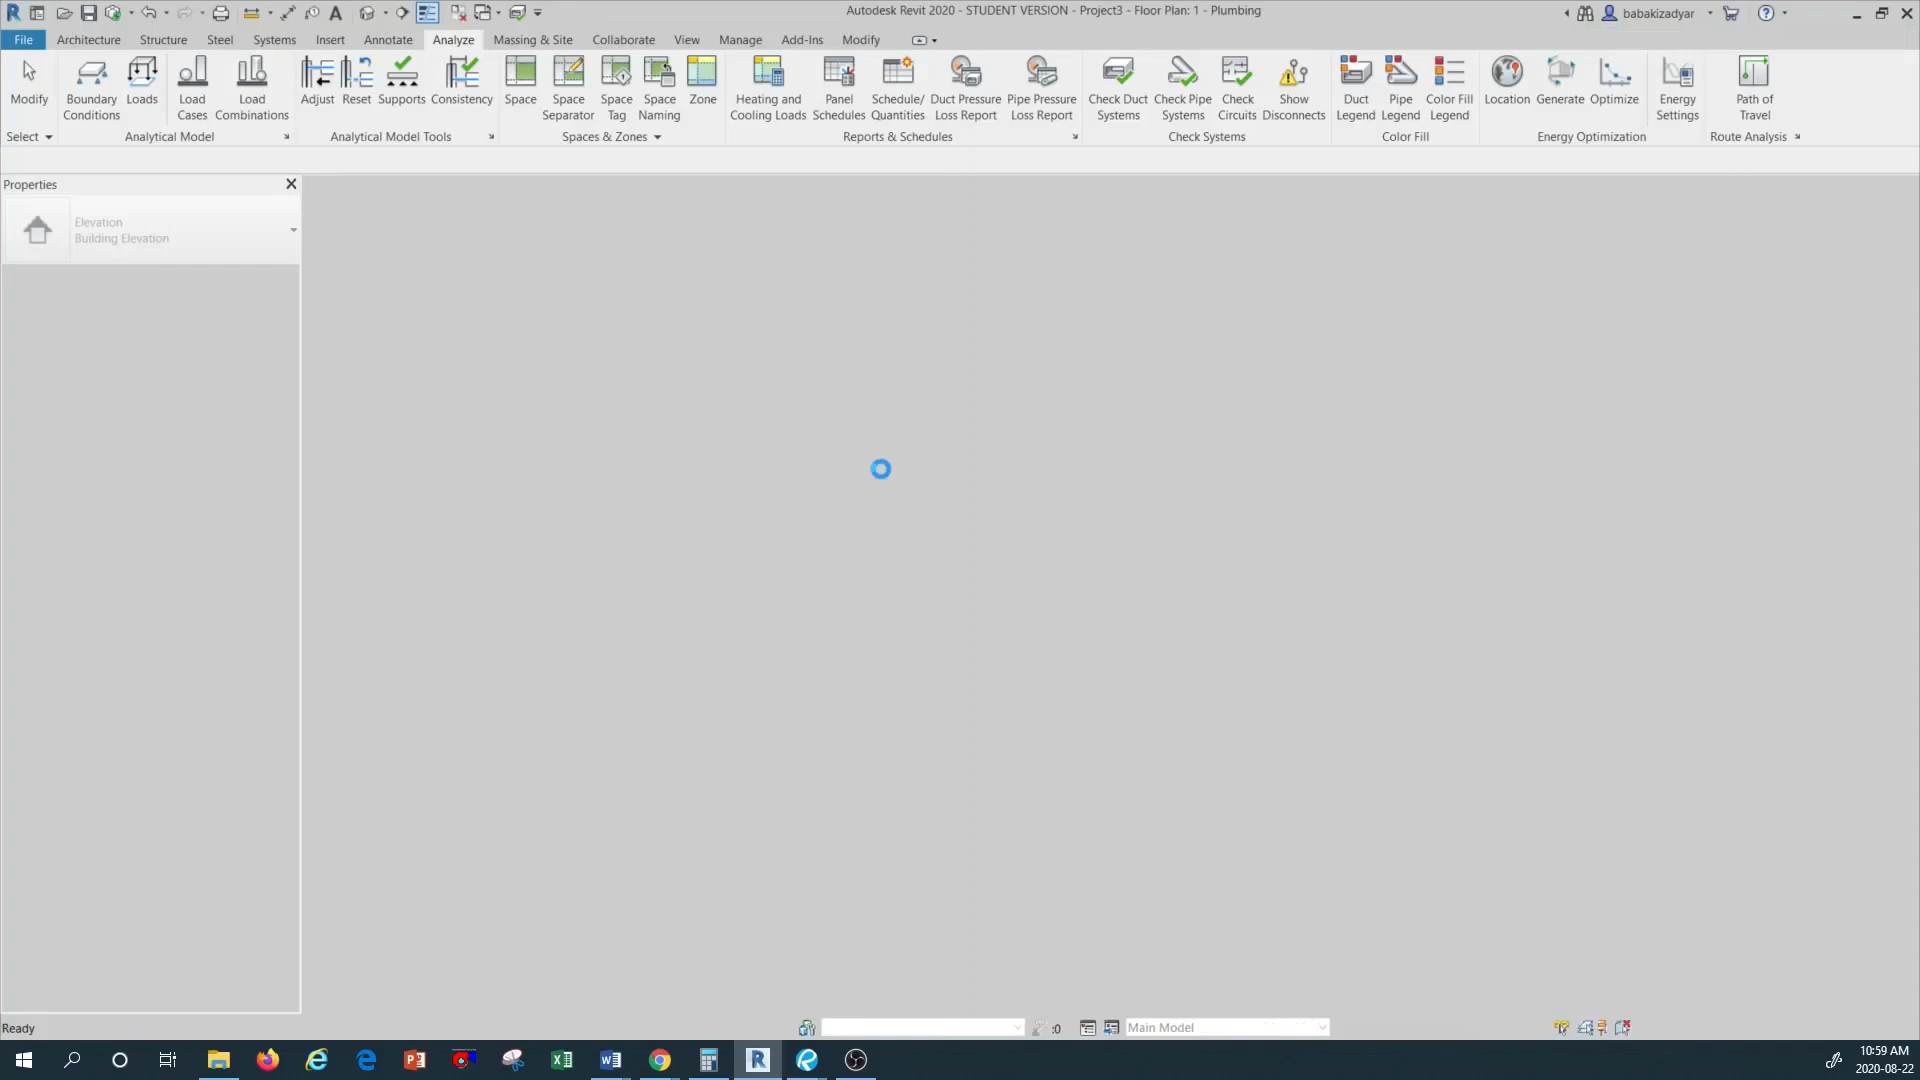 Autodesk Revit 2020 - STUDENT VERSION - Project3 - Floor Plan: 1 - Plumbing
babakizadyar
File Architecture Structure Steel Systems Insert Annotate Analyze Massing & Site Collaborate View Manage Add-Ins Modify
Modify
Boundary Conditions
Loads
Load Cases
Load Combinations
Adjust
Reset
Supports
Consistency
Space
Space Separator
Space Tag
Space Naming
Zone
Heating and Cooling Loads
Panel Schedules
Schedule/ Quantities
Duct Pressure Loss Report
Pipe Pressure Loss Report
Check Duct Systems
Check Pipe Systems
Check Circuits
Show Disconnects
Duct Legend
Pipe Legend
Color Fill Legend
Location
Generate
Optimize
Energy Settings
Path of Travel
Select Analytical Model Analytical Model Tools Spaces & Zones Reports & Schedules Check Systems Color Fill Energy Optimization Route Analysis
Properties
Elevation
Building Elevation
Ready
:0
Main Model
10:59 AM
2020-08-22